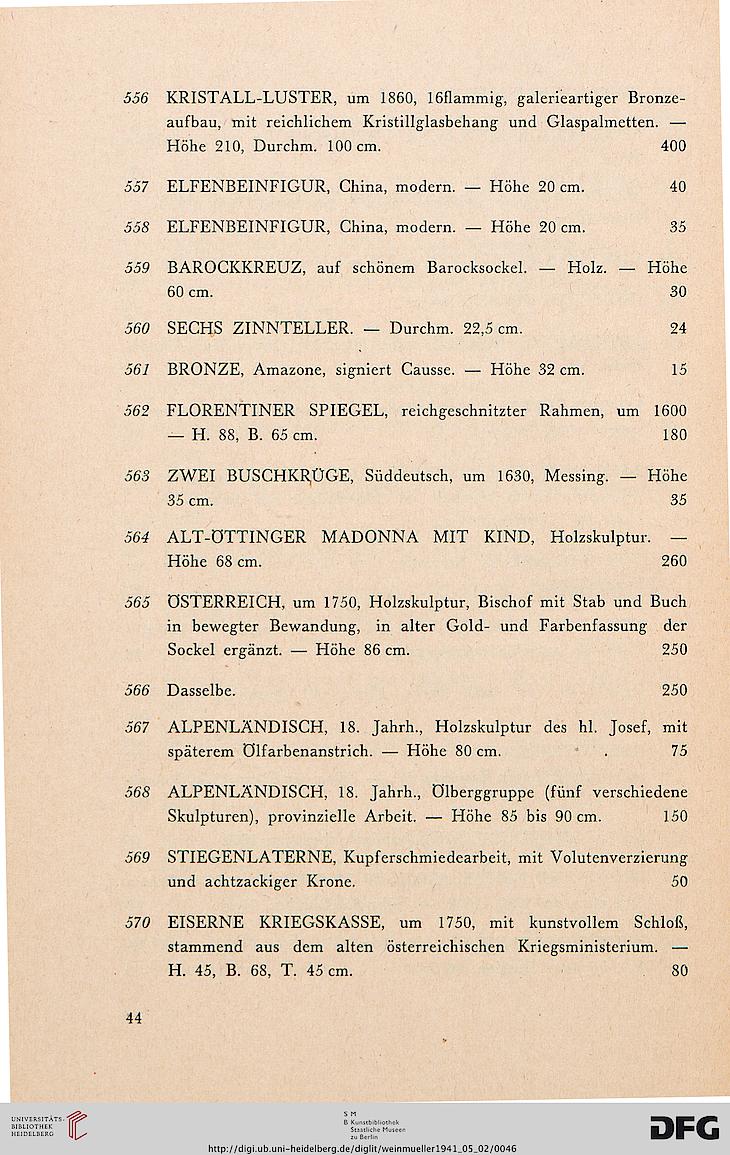 556 KRISTALL-LUSTER, um 1860, 16flammig, galerieartiger Bronze-
aufbau, mit reichlichem Kristillglasbehang und Glaspalmetten. —
Höhe 210, Durchm. 100 cm. 400
557 ELFENBEINFIGUR, China, modern. — Höhe 20 cm. 40
558 ELFENBEINFIGUR, China, modern. — Höhe 20 cm. 35
559 BAROCKKREUZ, auf schönem Barocksockel. — Holz. — Höhe
60 cm. 30
560 SECHS ZINNTELLER. — Durchm. 22,5 cm. 24
561 BRONZE, Amazone, signiert Causse. — Höhe 32 cm. 15
562 FLORENTINER SPIEGEL, reichgeschnitzter Rahmen, um 1600
— H. 88, B. 65 cm. 180
563 ZWEI BUSCHKRÜGE, Süddeutsch, um 1630, Messing. — Höhe
35 cm. 35
564 ALT-ÖTTINGER MADONNA MIT KIND, Holzskulptur. —
Höhe 68 cm. 260
565 ÖSTERREICH, um 1750, Holzskulptur, Bischof mit Stab und Buch
in bewegter Bewandung, in alter Gold- und Farbenfassung der
Sockel ergänzt. — Höhe 86 cm. 250
566 Dasselbe. 250
567 ALPENLÄNDISCH, 18. Jahrh., Holzskulptur des hl. Josef, mit
späterem Ölfarbenanstrich. — Höhe 80 cm. 75
568 ALPENLÄNDISCH, 18. Jahrh., Ölberggruppe (fünf verschiedene
Skulpturen), provinzielle Arbeit. — Höhe 85 bis 90 cm. 150
569 STIEGENLATERNE, Kupferschmiedearbeit, mit Volutenverzierung
und achtzackiger Krone. 50
570 EISERNE KRIEGSKASSE, um 1750, mit kunstvollem Schloß,
stammend aus dem alten österreichischen Kriegsministerium. —
H. 45, B. 68, T. 45 cm. 80
44
UNIVERSITÄTS-
BIBLIOTHEK
HEIDELBERG
S M
B Kunstbibliothek
Staatliche Museen
zu Berlin
DFG
http://digi.ub.uni-heidelberg.de/diglit/weinmueller1941_05_02/0046